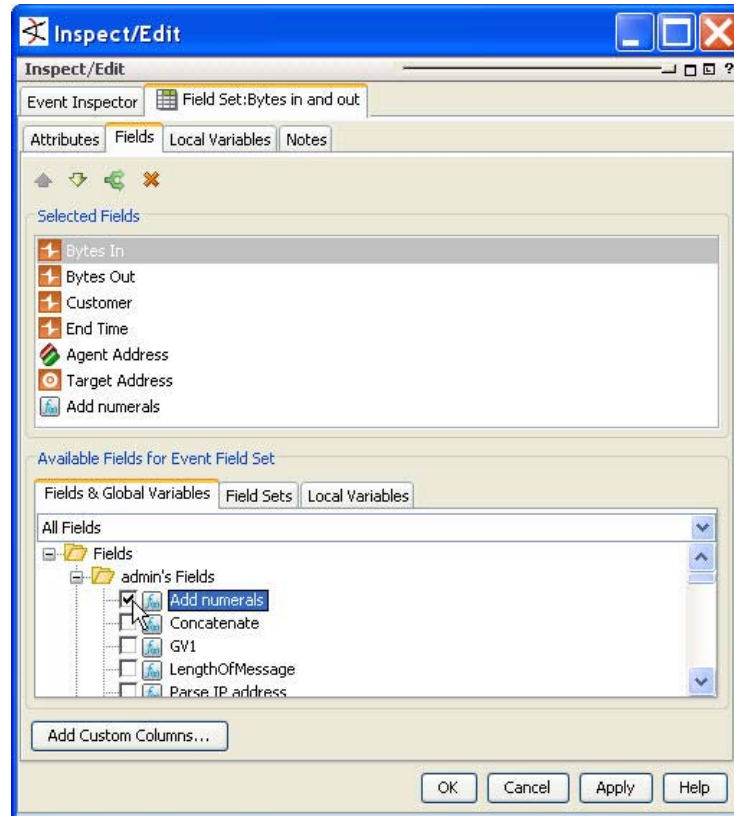 Inspect/Edit
Inspect/Edit ?
Event Inspector Field Set:Bytes in and out
Attributes Fields Local Variables Notes
Selected Fields
Bytes In
Bytes Out
Customer
End Time
Agent Address
Target Address
Add numerals
Available Fields for Event Field Set
Fields & Global Variables Field Sets Local Variables
All Fields
Fields
admin's Fields
Add numerals
Concatenate
GV1
LengthOfMessage
Parse IP address
Add Custom Columns...
OK Cancel Apply Help